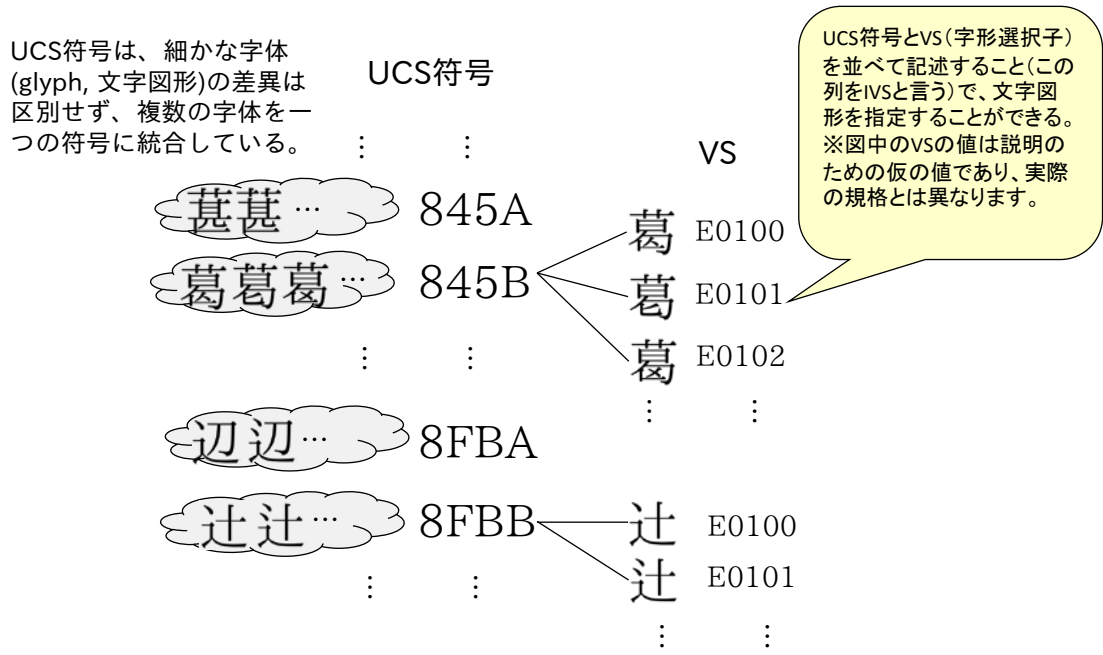 UCS符号は、細かな字体
(glyph, 文字図形)の差異は
区別せず、複数の字体を一
つの符号に統合している。
UCS符号
VS
UCS符号とVS(字形選択子)
を並べて記述すること(この
列をIVSと言う)で、文字図
形を指定することができる。
※図中のVSの値は説明の
ための仮の値であり、実際
の規格とは異なります。
⋮ ⋮
葚葚… 845A
葛葛葛… 845B
葛 E0100
葛 E0101
葛 E0102
⋮ ⋮
⋮ ⋮
辺辺… 8FBA
辻辻… 8FBB
辻 E0100
辻 E0101
⋮ ⋮
⋮ ⋮